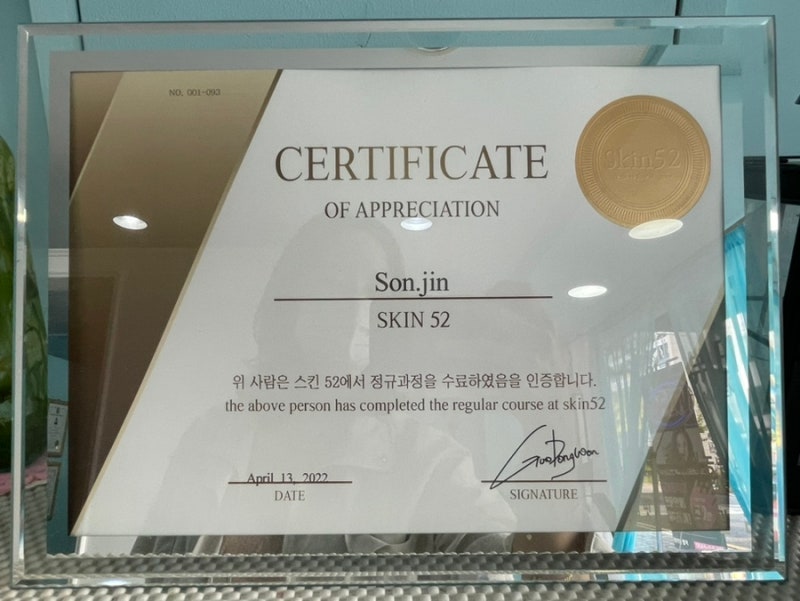 NO. 001-093
Skin52
CERTIFICATE
OF APPRECIATION
Son.jin
SKIN 52
위 사람은 스킨 52에서 정규과정을 수료하였음을 인증합니다.
the above person has completed the regular course at skin52
April 13, 2022
DATE
SIGNATURE